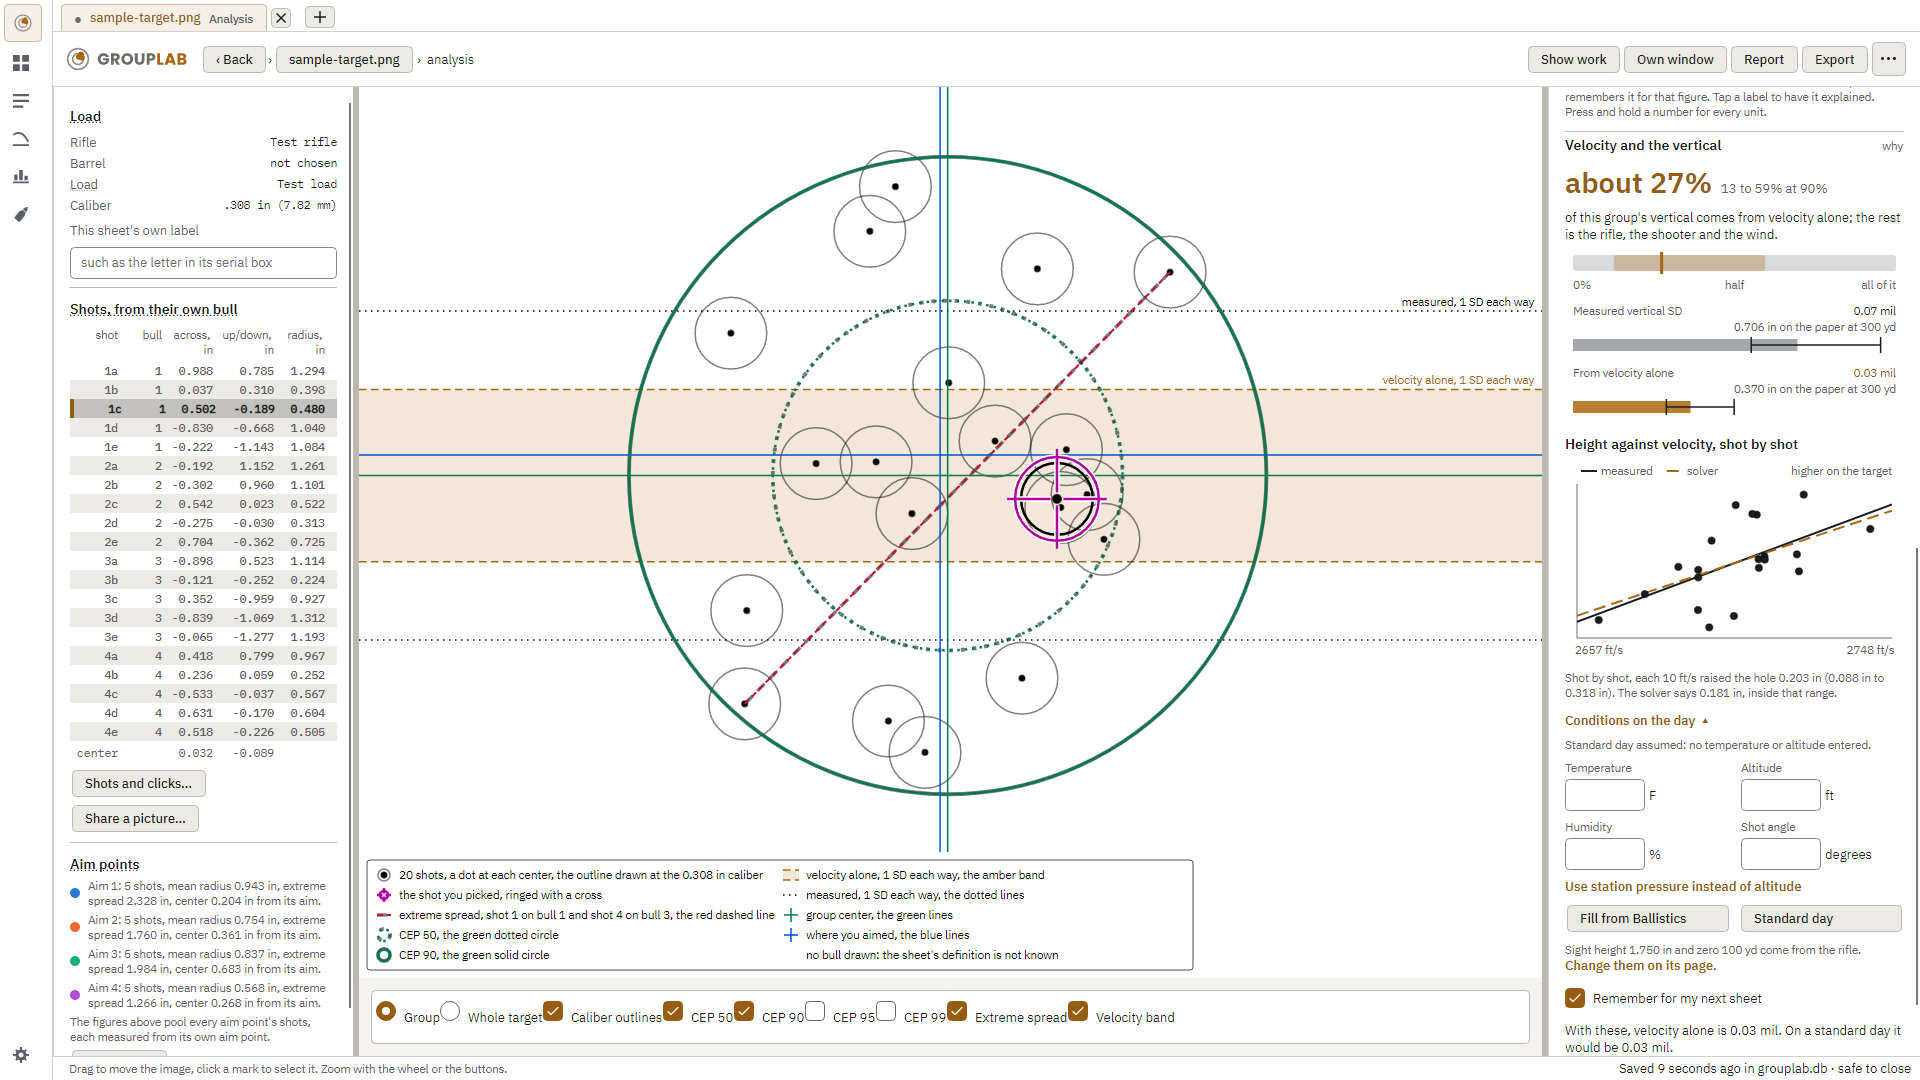 sample-target.png Analysis
GROUPLAB
‹ Back › sample-target.png › analysis
Show work
Own window
Report
Export
Load
Rifle Test rifle
Barrel not chosen
Load Test load
Caliber .308 in (7.82 mm)
This sheet's own label
such as the letter in its serial box
Shots, from their own bull
shot bull across, in up/down, in radius, in
1a 1 0.988 0.785 1.294
1b 1 0.037 0.310 0.398
1c 1 0.502 -0.189 0.480
1d 1 -0.830 -0.668 1.040
1e 1 -0.222 -1.143 1.084
2a 2 -0.192 1.152 1.261
2b 2 -0.302 0.960 1.101
2c 2 0.542 0.023 0.522
2d 2 -0.275 -0.030 0.313
2e 2 0.704 -0.362 0.725
3a 3 -0.898 0.523 1.114
3b 3 -0.121 -0.252 0.224
3c 3 0.352 -0.959 0.927
3d 3 -0.839 -1.069 1.312
3e 3 -0.065 -1.277 1.193
4a 4 0.418 0.799 0.967
4b 4 0.236 0.059 0.252
4c 4 -0.533 -0.037 0.567
4d 4 0.631 -0.170 0.604
4e 4 0.518 -0.226 0.505
center 0.032 -0.089
Shots and clicks...
Share a picture...
Aim points
Aim 1: 5 shots, mean radius 0.943 in, extreme
spread 2.328 in, center 0.204 in from its aim.
Aim 2: 5 shots, mean radius 0.754 in, extreme
spread 1.760 in, center 0.361 in from its aim.
Aim 3: 5 shots, mean radius 0.837 in, extreme
spread 1.984 in, center 0.683 in from its aim.
Aim 4: 5 shots, mean radius 0.568 in, extreme
spread 1.266 in, center 0.268 in from its aim.
The figures above pool every aim point's shots,
each measured from its own aim point.
measured, 1 SD each way
velocity alone, 1 SD each way
20 shots, a dot at each center, the outline drawn at the 0.308 in caliber
the shot you picked, ringed with a cross
extreme spread, shot 1 on bull 1 and shot 4 on bull 3, the red dashed line
CEP 50, the green dotted circle
CEP 90, the green solid circle
velocity alone, 1 SD each way, the amber band
measured, 1 SD each way, the dotted lines
group center, the green lines
where you aimed, the blue lines
no bull drawn: the sheet's definition is not known
Group Whole target Caliber outlines CEP 50 CEP 90 CEP 95 CEP 99 Extreme spread Velocity band
remembers it for that figure. Tap a label to have it explained.
Press and hold a number for every unit.
Velocity and the vertical why
about 27% 13 to 59% at 90%
of this group's vertical comes from velocity alone; the rest
is the rifle, the shooter and the wind.
0% half all of it
Measured vertical SD 0.07 mil
0.706 in on the paper at 300 yd
From velocity alone 0.03 mil
0.370 in on the paper at 300 yd
Height against velocity, shot by shot
measured solver higher on the target
2657 ft/s 2748 ft/s
Shot by shot, each 10 ft/s raised the hole 0.203 in (0.088 in to
0.318 in). The solver says 0.181 in, inside that range.
Conditions on the day
Standard day assumed: no temperature or altitude entered.
Temperature Altitude
F ft
Humidity Shot angle
% degrees
Use station pressure instead of altitude
Fill from Ballistics Standard day
Sight height 1.750 in and zero 100 yd come from the rifle.
Change them on its page.
Remember for my next sheet
With these, velocity alone is 0.03 mil. On a standard day it
would be 0.03 mil.
Drag to move the image, click a mark to select it. Zoom with the wheel or the buttons.
Saved 9 seconds ago in grouplab.db · safe to close